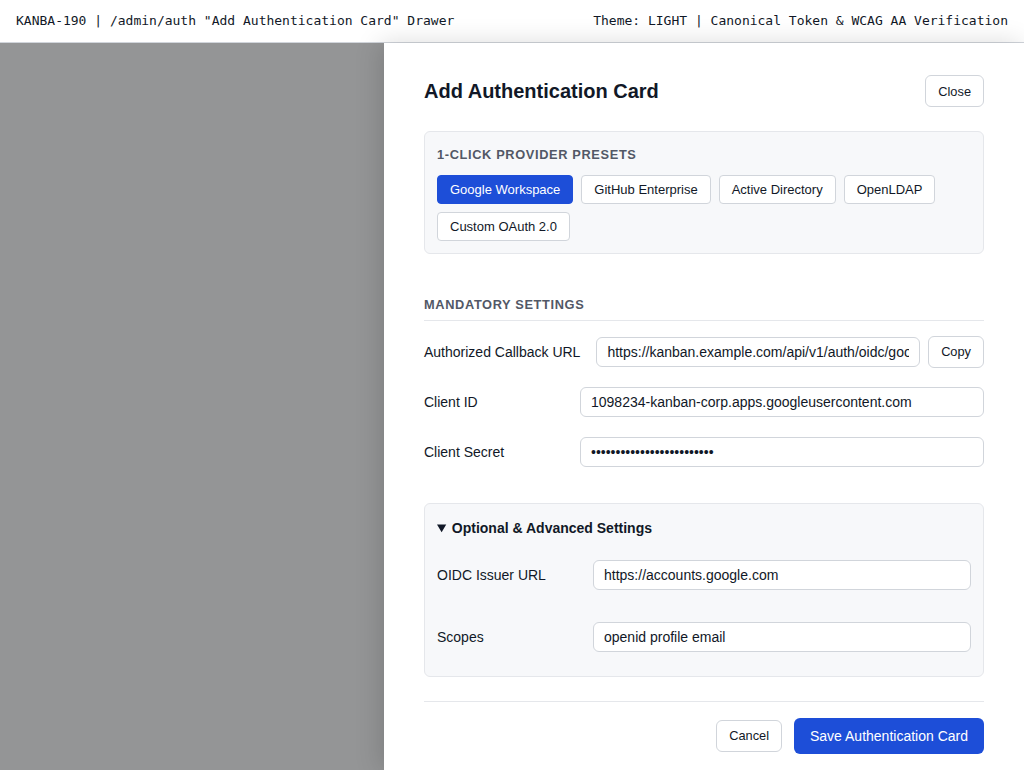 KANBA-190 | /admin/auth "Add Authentication Card" Drawer
Theme: LIGHT | Canonical Token & WCAG AA Verification
Add Authentication Card
Close
1-CLICK PROVIDER PRESETS
Google Workspace
GitHub Enterprise
Active Directory
OpenLDAP
Custom OAuth 2.0
MANDATORY SETTINGS
Authorized Callback URL
https://kanban.example.com/api/v1/auth/oidc/goo
Copy
Client ID
1098234-kanban-corp.apps.googleusercontent.com
Client Secret
•••••••••••••••••••••••••
▼ Optional & Advanced Settings
OIDC Issuer URL
https://accounts.google.com
Scopes
openid profile email
Cancel
Save Authentication Card